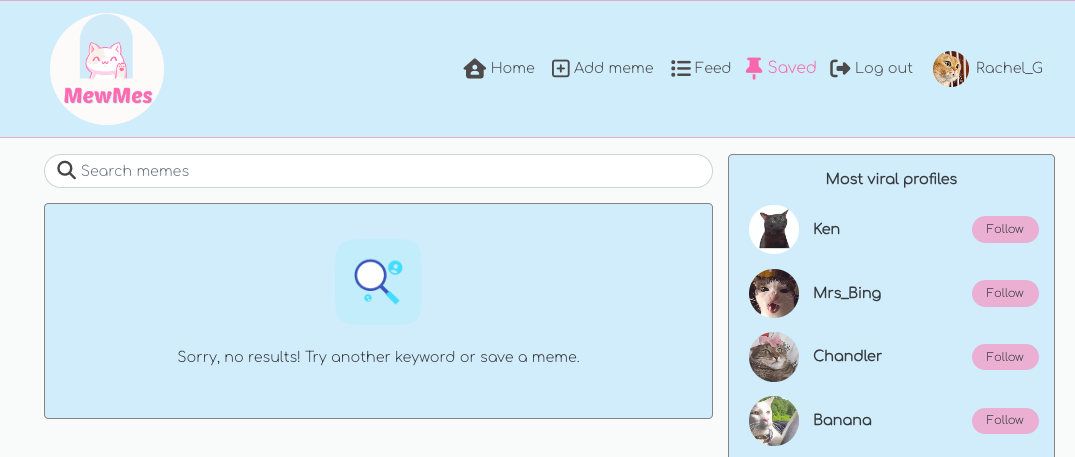 MewMes
Home Add meme Feed Saved Log out Rachel_G
Search memes
Sorry, no results! Try another keyword or save a meme.
Most viral profiles
Ken Follow
Mrs_Bing Follow
Chandler Follow
Banana Follow